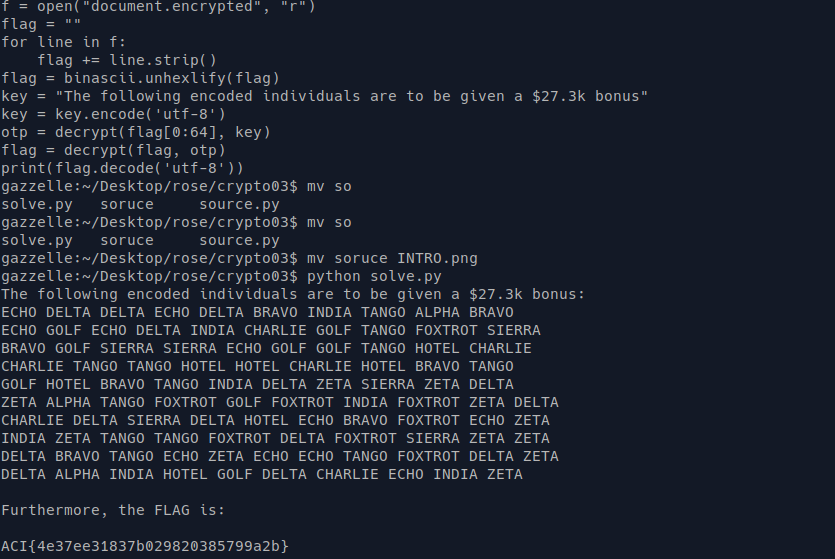 f = open("document.encrypted", "r")
flag = ""
for line in f:
    flag += line.strip()
flag = binascii.unhexlify(flag)
key = "The following encoded individuals are to be given a $27.3k bonus"
key = key.encode('utf-8')
otp = decrypt(flag[0:64], key)
flag = decrypt(flag, otp)
print(flag.decode('utf-8'))
gazzelle:~/Desktop/rose/crypto03$ mv so
solve.py   soruce     source.py
gazzelle:~/Desktop/rose/crypto03$ mv so
solve.py   soruce     source.py
gazzelle:~/Desktop/rose/crypto03$ mv soruce INTRO.png
gazzelle:~/Desktop/rose/crypto03$ python solve.py
The following encoded individuals are to be given a $27.3k bonus:
ECHO DELTA DELTA ECHO DELTA BRAVO INDIA TANGO ALPHA BRAVO
ECHO GOLF ECHO DELTA INDIA CHARLIE GOLF TANGO FOXTROT SIERRA
BRAVO GOLF SIERRA SIERRA ECHO GOLF GOLF TANGO HOTEL CHARLIE
CHARLIE TANGO TANGO HOTEL HOTEL CHARLIE HOTEL BRAVO TANGO
GOLF HOTEL BRAVO TANGO INDIA DELTA ZETA SIERRA ZETA DELTA
ZETA ALPHA TANGO FOXTROT GOLF FOXTROT INDIA FOXTROT ZETA DELTA
CHARLIE DELTA SIERRA DELTA HOTEL ECHO BRAVO FOXTROT ECHO ZETA
INDIA ZETA TANGO TANGO FOXTROT DELTA FOXTROT SIERRA ZETA ZETA
DELTA BRAVO TANGO ECHO ZETA ECHO ECHO TANGO FOXTROT DELTA ZETA
DELTA ALPHA INDIA HOTEL GOLF DELTA CHARLIE ECHO INDIA ZETA

Furthermore, the FLAG is:

ACI{4e37ee31837b029820385799a2b}